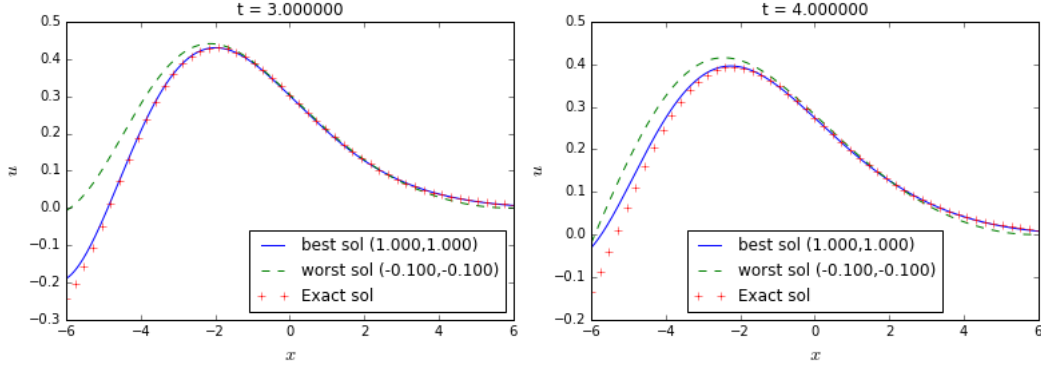 t = 3.000000
0.5
0.4
0.3
0.2
0.1
0.0
−0.1
−0.2
−0.3
u
best sol (1.000,1.000)
worst sol (-0.100,-0.100)
Exact sol
−6 −4 −2 0 2 4 6
x
t = 4.000000
0.5
0.4
0.3
0.2
0.1
0.0
−0.1
−0.2
u
best sol (1.000,1.000)
worst sol (-0.100,-0.100)
Exact sol
−6 −4 −2 0 2 4 6
x